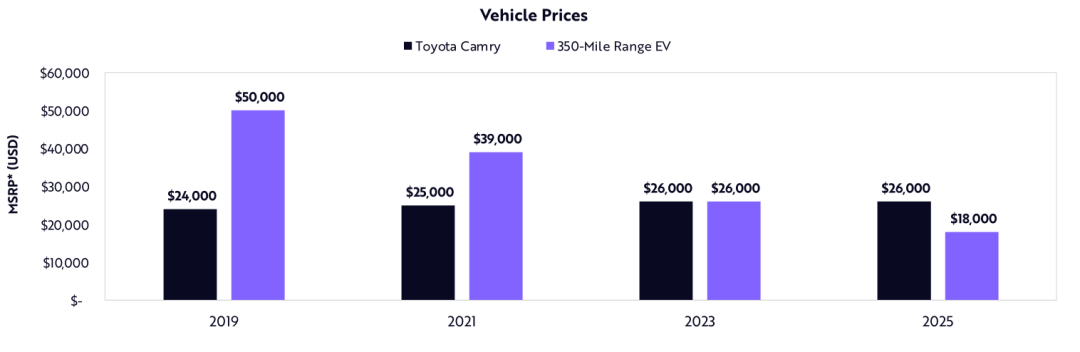 Vehicle Prices
Toyota Camry 350-Mile Range EV
MSRP* (USD)
$60,000
$50,000
$40,000
$30,000
$20,000
$10,000
$-
$24,000 $50,000
$25,000 $39,000
$26,000 $26,000
$26,000 $18,000
2019 2021 2023 2025